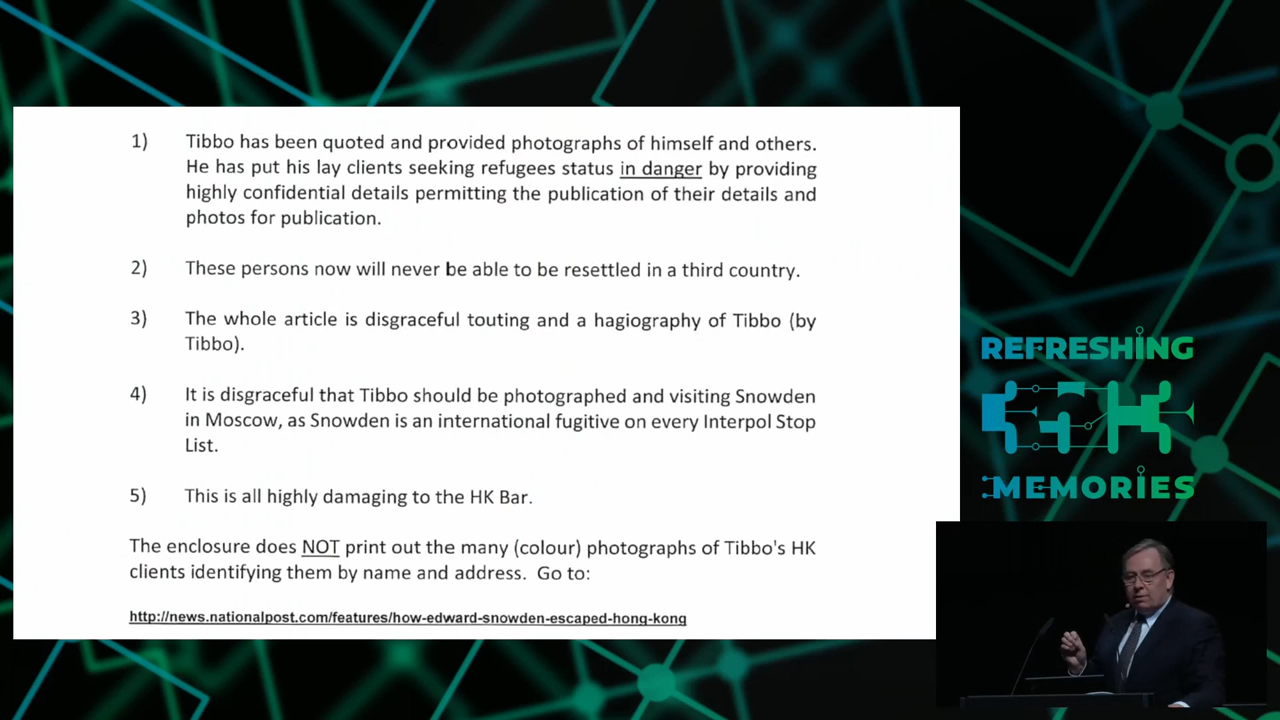 1) Tibbo has been quoted and provided photographs of himself and others.
He has put his lay clients seeking refugees status in danger by providing
highly confidential details permitting the publication of their details and
photos for publication.
2) These persons now will never be able to be resettled in a third country.
3) The whole article is disgraceful touting and a hagiography of Tibbo (by
Tibbo).
4) It is disgraceful that Tibbo should be photographed and visiting Snowden
in Moscow, as Snowden is an international fugitive on every Interpol Stop
List.
5) This is all highly damaging to the HK Bar.
The enclosure does NOT print out the many (colour) photographs of Tibbo's HK
clients identifying them by name and address. Go to:
http://news.nationalpost.com/features/how-edward-snowden-escaped-hong-kong
REFRESHING
MEMORIES